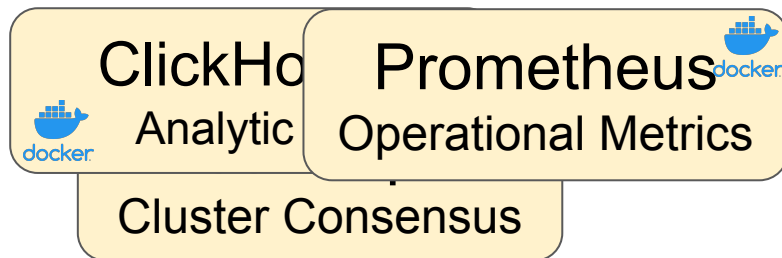 ClickHo
Prometheus
docker
Analytic
Operational Metrics
docker
Cluster Consensus